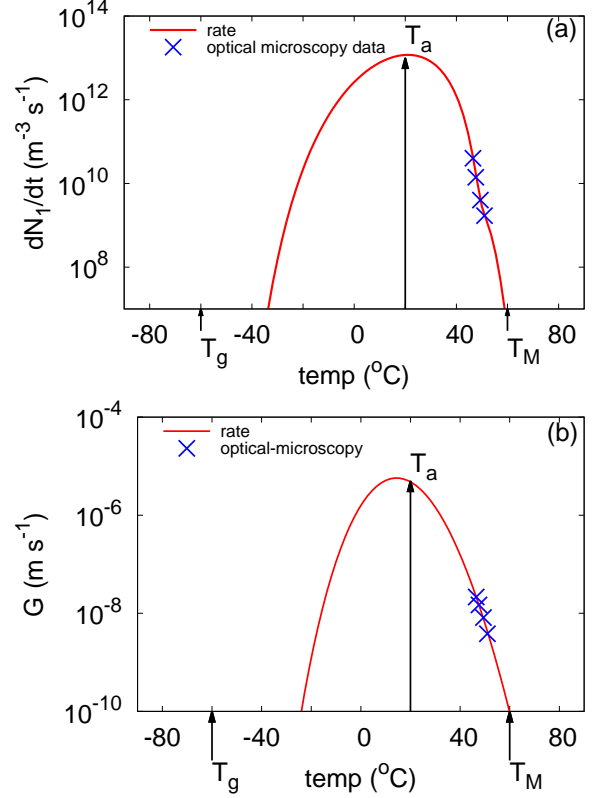 (a)
rate
optical microscopy data
T_a
10^14
10^12
10^10
10^8
dN_1/dt (m^-3 s^-1)
-80 -40 0 40 80
T_g
T_M
temp (°C)
(b)
rate
optical-microscopy
T_a
10^-4
10^-6
10^-8
10^-10
G (m s^-1)
-80 -40 0 40 80
T_g
T_M
temp (°C)